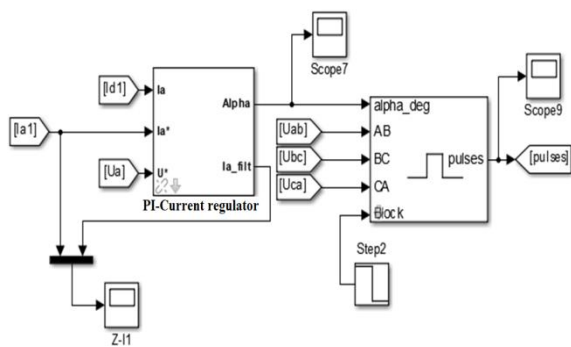 Scope7
[Id1]
Ia
Alpha
[Ia1]
Ia*
Ia_filt
[Ua]
U*
PI-Current regulator
Z-I1
alpha_deg
[Uab]
AB
[Ubc]
BC
pulses
[Uca]
CA
Block
Scope9
[pulses]
Step2